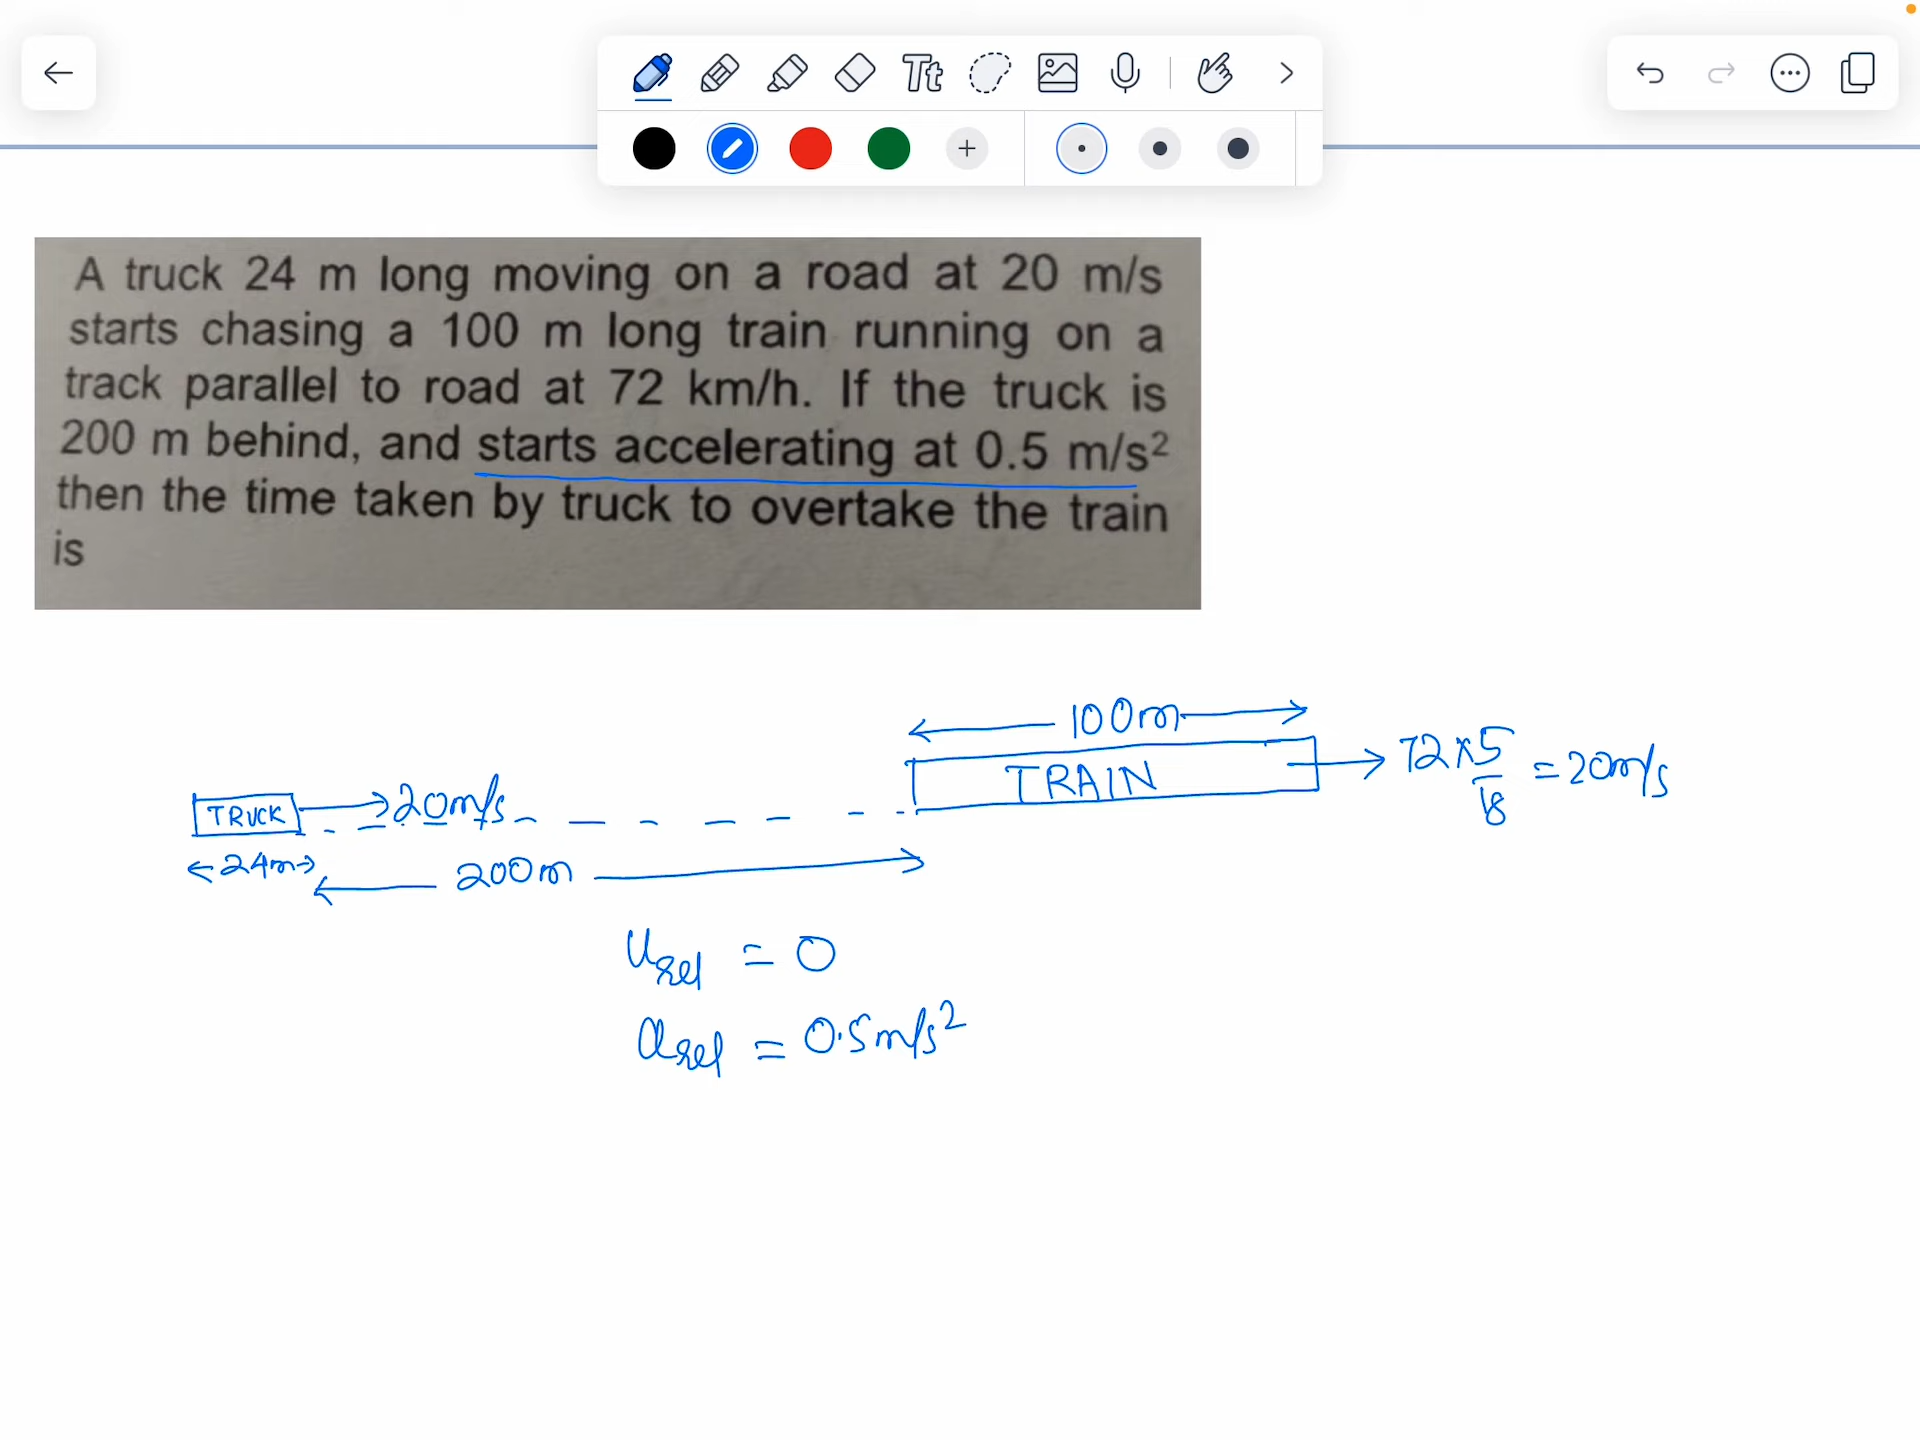 Tt
A truck 24 m long moving on a road at 20 m/s
starts chasing a 100 m long train running on a
track parallel to road at 72 km/h. If the truck is
200 m behind, and starts accelerating at 0.5 m/s²
then the time taken by truck to overtake the train
is
100m
TRAIN
72×5/18 = 20m/s
TRUCK
20m/s
24m
200m
u_rel = 0
a_rel = 0.5m/s²